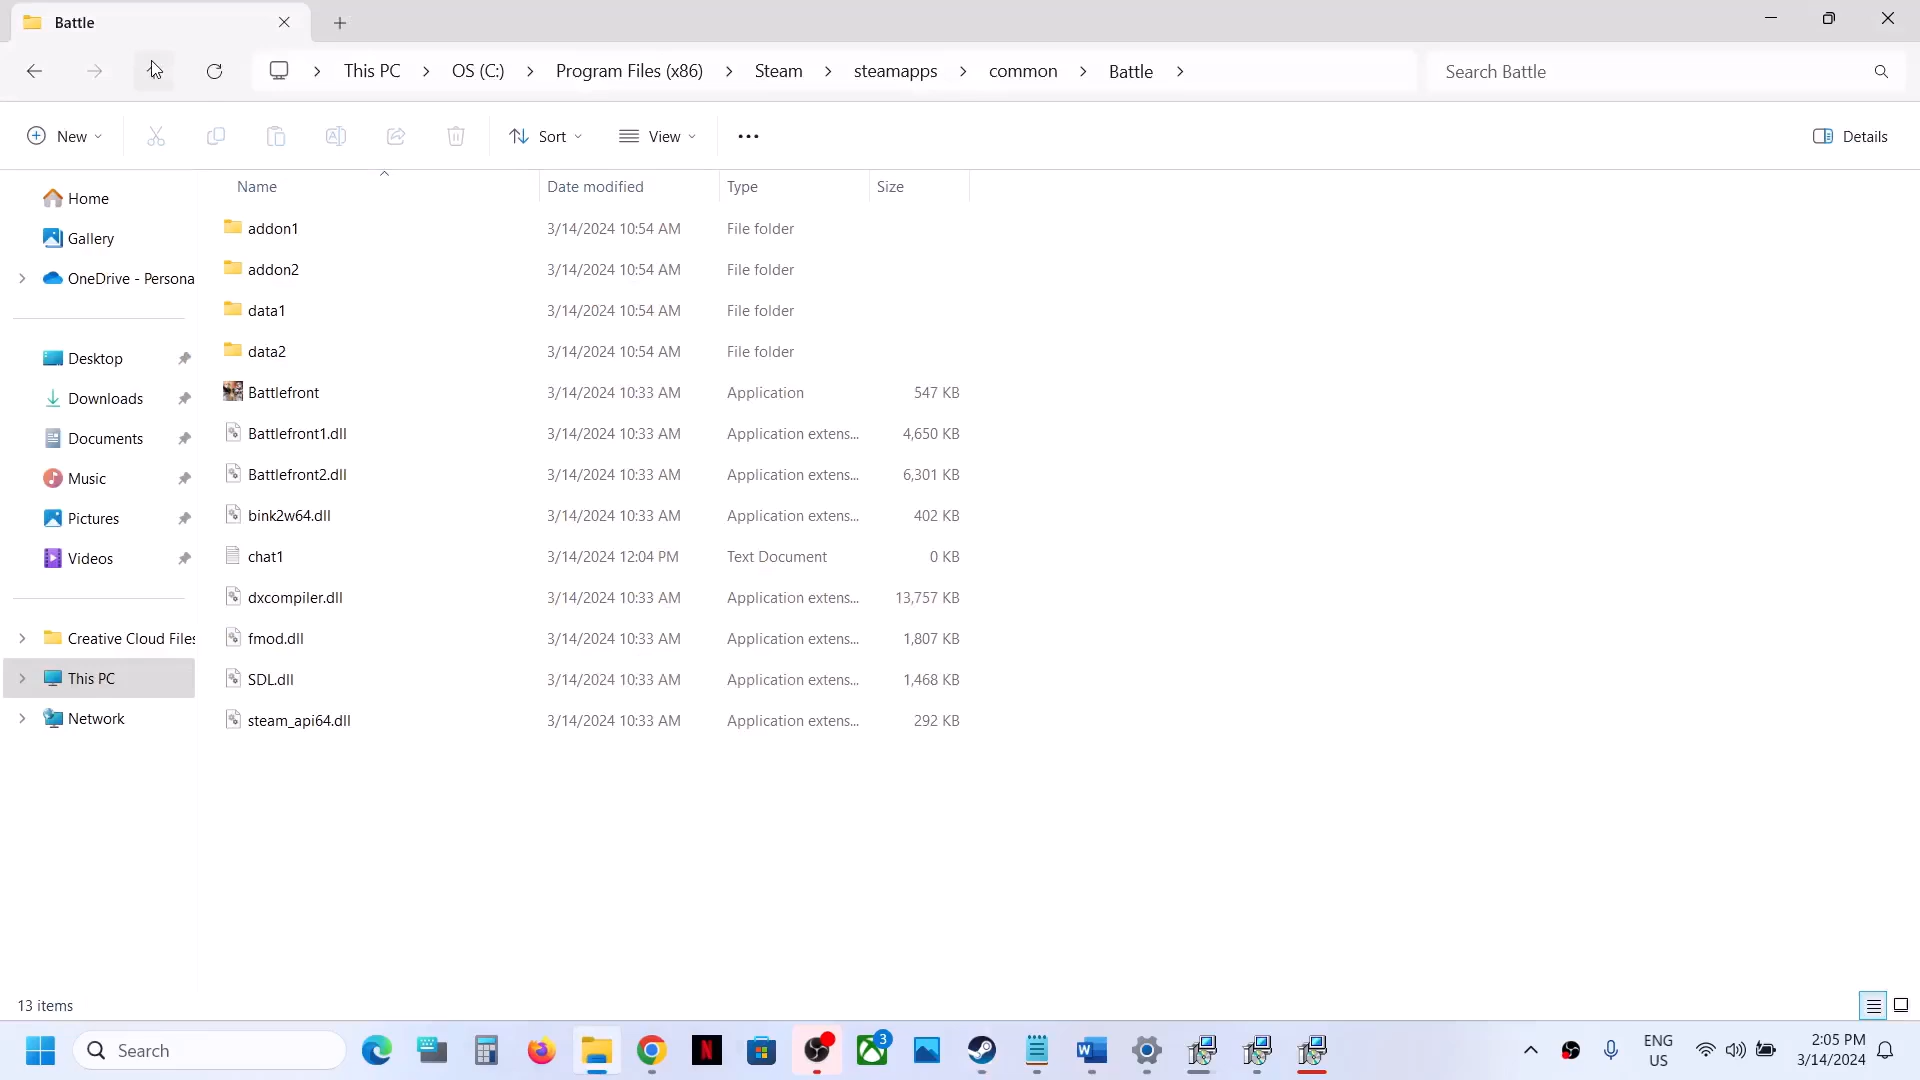 Battle
This PC
OS (C:)
Program Files (x86)
Steam
steamapps
common
Battle
Search Battle
New
Sort
View
Details
Name
Date modified
Type
Size
Home
Gallery
OneDrive - Persona
Desktop
Downloads
Documents
Music
Pictures
Videos
Creative Cloud Files
This PC
Network
addon1 3/14/2024 10:54 AM File folder
addon2 3/14/2024 10:54 AM File folder
data1 3/14/2024 10:54 AM File folder
data2 3/14/2024 10:54 AM File folder
Battlefront 3/14/2024 10:33 AM Application 547 KB
Battlefront1.dll 3/14/2024 10:33 AM Application extens... 4,650 KB
Battlefront2.dll 3/14/2024 10:33 AM Application extens... 6,301 KB
bink2w64.dll 3/14/2024 10:33 AM Application extens... 402 KB
chat1 3/14/2024 12:04 PM Text Document 0 KB
dxcompiler.dll 3/14/2024 10:33 AM Application extens... 13,757 KB
fmod.dll 3/14/2024 10:33 AM Application extens... 1,807 KB
SDL.dll 3/14/2024 10:33 AM Application extens... 1,468 KB
steam_api64.dll 3/14/2024 10:33 AM Application extens... 292 KB
13 items
Search
3
ENG
US
2:05 PM
3/14/2024